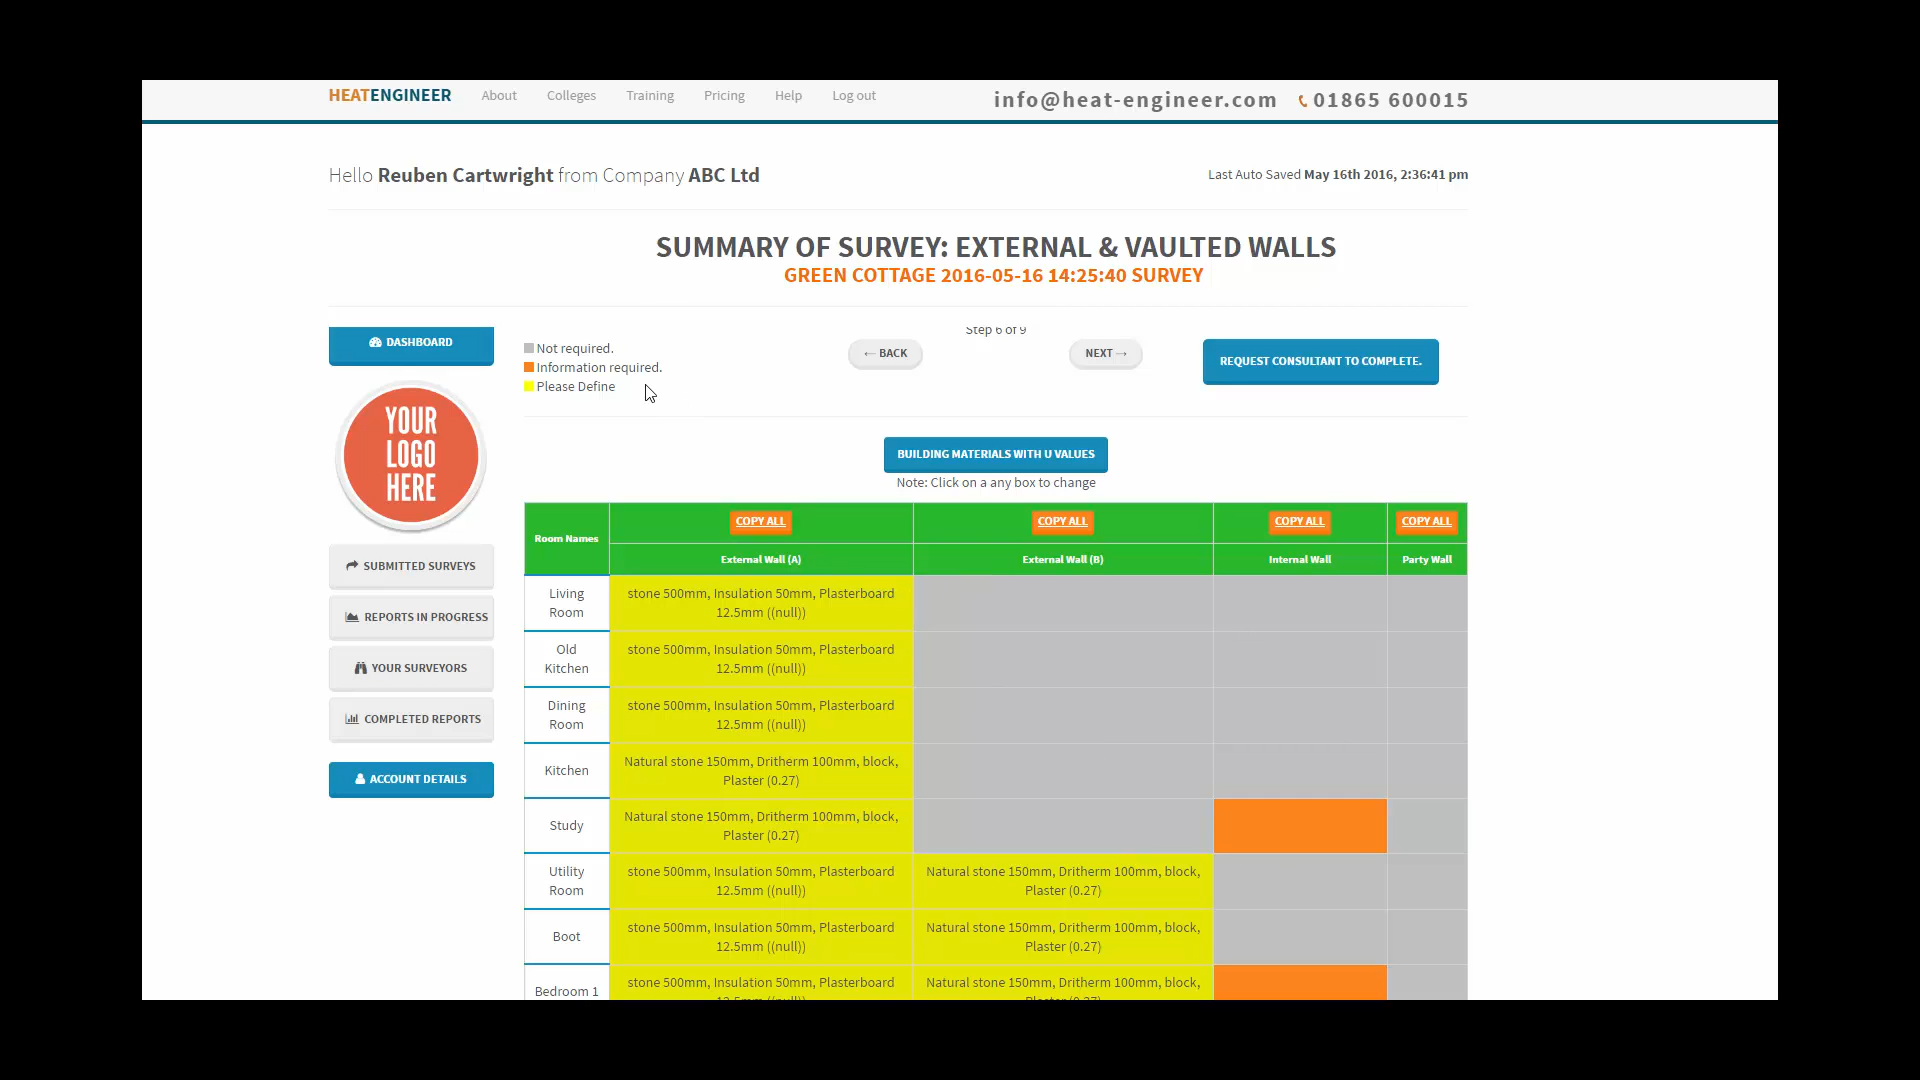 HEATENGINEER About Colleges Training Pricing Help Log out info@heat-engineer.com 01865 600015
Hello Reuben Cartwright from Company ABC Ltd
Last Auto Saved May 16th 2016, 2:36:41 pm
SUMMARY OF SURVEY: EXTERNAL & VAULTED WALLS
GREEN COTTAGE 2016-05-16 14:25:40 SURVEY
DASHBOARD
YOUR
LOGO
HERE
SUBMITTED SURVEYS
REPORTS IN PROGRESS
YOUR SURVEYORS
COMPLETED REPORTS
ACCOUNT DETAILS
Not required.
Information required.
Please Define
Step 6 of 9
← BACK
NEXT →
REQUEST CONSULTANT TO COMPLETE.
BUILDING MATERIALS WITH U VALUES
Note: Click on a any box to change
Room Names
COPY ALL COPY ALL COPY ALL COPY ALL
External Wall (A) External Wall (B) Internal Wall Party Wall
Living
Room
stone 500mm, Insulation 50mm, Plasterboard
12.5mm ((null))
Old
Kitchen
stone 500mm, Insulation 50mm, Plasterboard
12.5mm ((null))
Dining
Room
stone 500mm, Insulation 50mm, Plasterboard
12.5mm ((null))
Kitchen
Natural stone 150mm, Dritherm 100mm, block,
Plaster (0.27)
Study
Natural stone 150mm, Dritherm 100mm, block,
Plaster (0.27)
Utility
Room
stone 500mm, Insulation 50mm, Plasterboard
12.5mm ((null))
Natural stone 150mm, Dritherm 100mm, block,
Plaster (0.27)
Boot
stone 500mm, Insulation 50mm, Plasterboard
12.5mm ((null))
Natural stone 150mm, Dritherm 100mm, block,
Plaster (0.27)
Bedroom 1
stone 500mm, Insulation 50mm, Plasterboard
12.5mm ((null))
Natural stone 150mm, Dritherm 100mm, block,
Plaster (0.27)